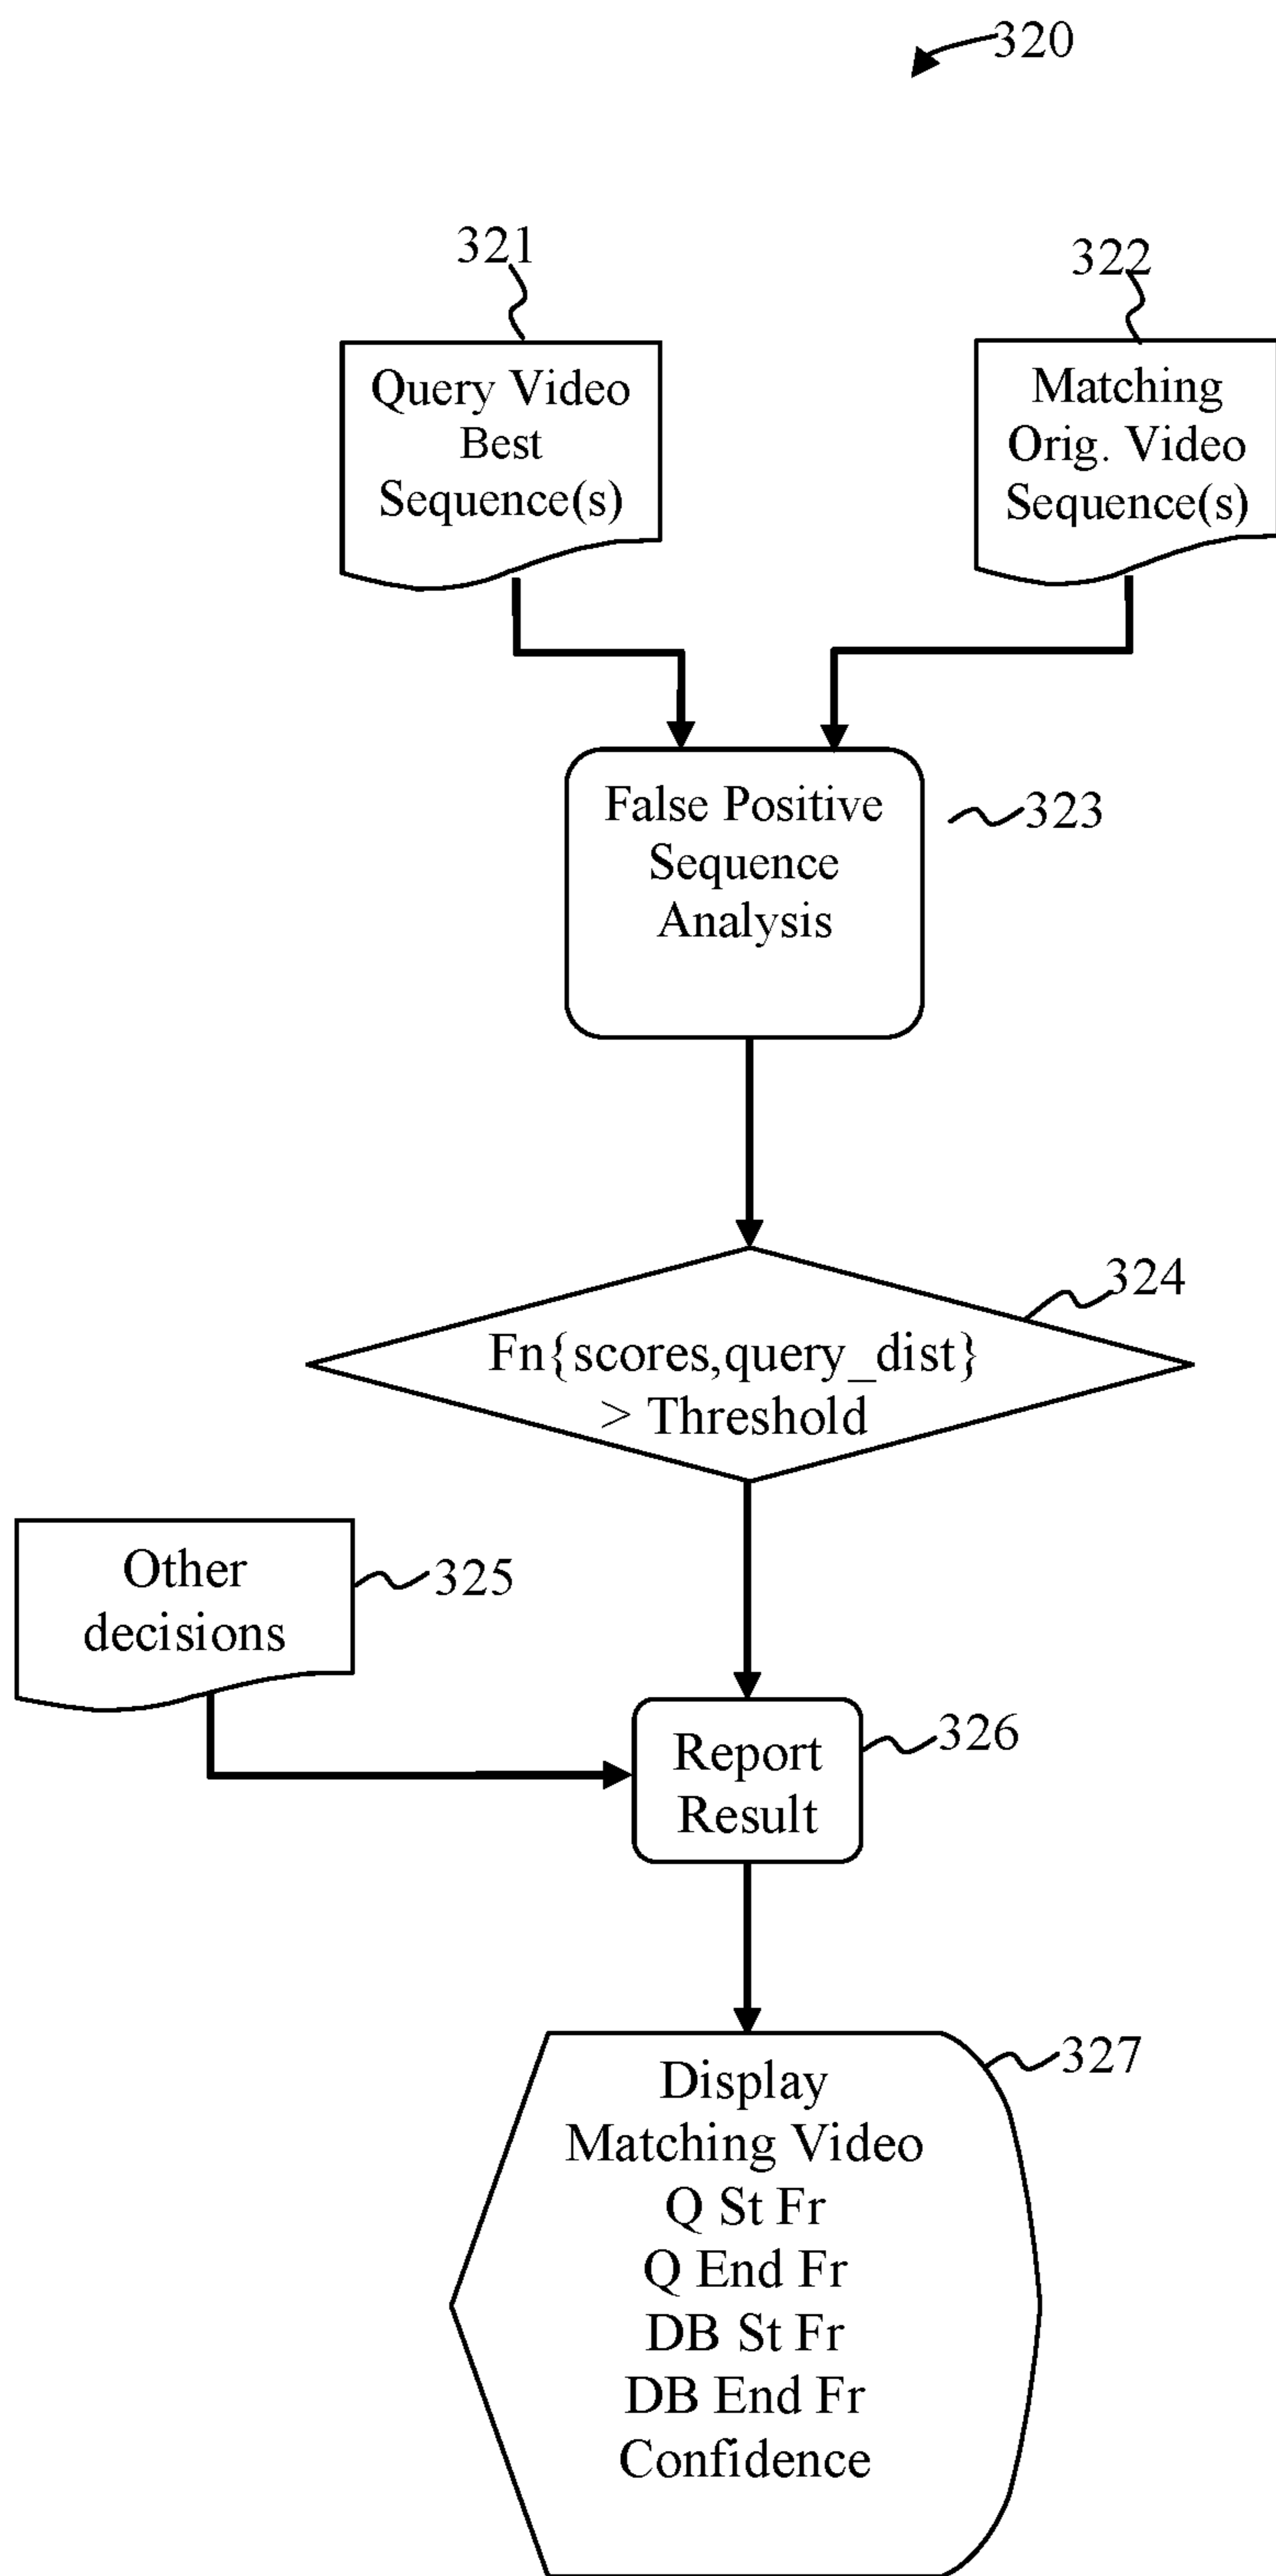 320
321
322
Query Video
Best
Sequence(s)
Matching
Orig. Video
Sequence(s)
False Positive
Sequence
Analysis
323
324
Fn{scores,query_dist}
> Threshold
Other
decisions
325
Report
Result
326
327
Display
Matching Video
Q St Fr
Q End Fr
DB St Fr
DB End Fr
Confidence